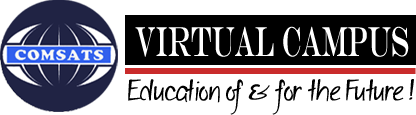 COMSATS
VIRTUAL CAMPUS
Education of & for the Future!